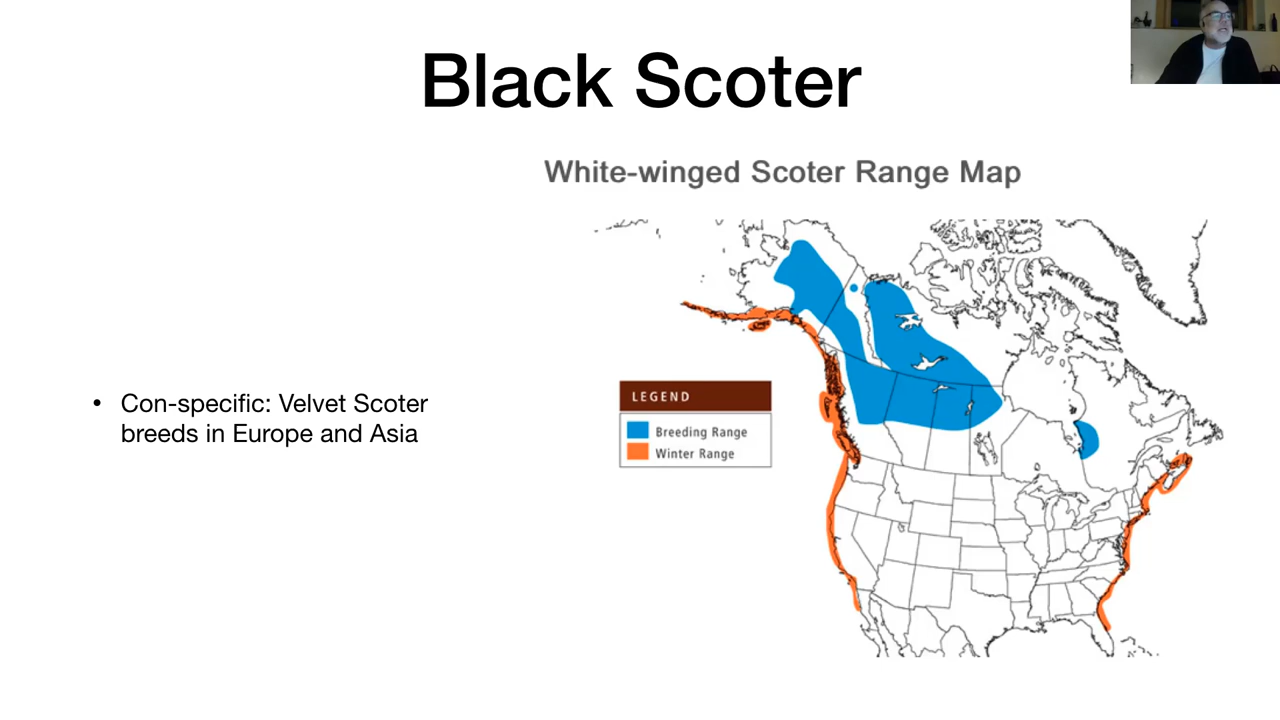 Black Scoter
White-winged Scoter Range Map
• Con-specific: Velvet Scoter
breeds in Europe and Asia
LEGEND
Breeding Range
Winter Range